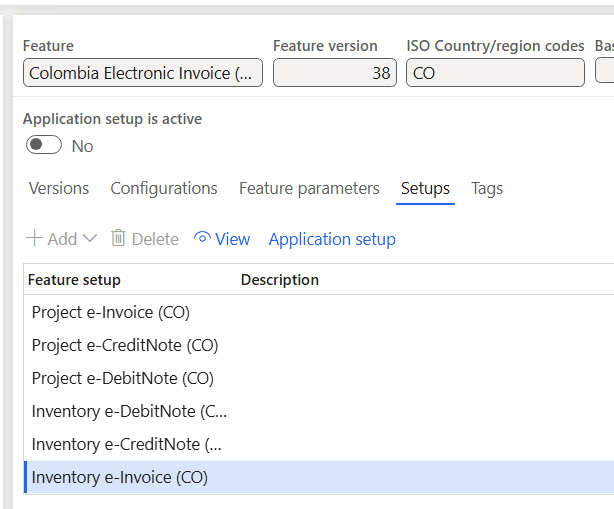 Feature Feature version ISO Country/region codes Bas
Colombia Electronic Invoice (... 38 CO
Application setup is active
No
Versions Configurations Feature parameters Setups Tags
Add Delete View Application setup
Feature setup Description
Project e-Invoice (CO)
Project e-CreditNote (CO)
Project e-DebitNote (CO)
Inventory e-DebitNote (C...
Inventory e-CreditNote (...
Inventory e-Invoice (CO)